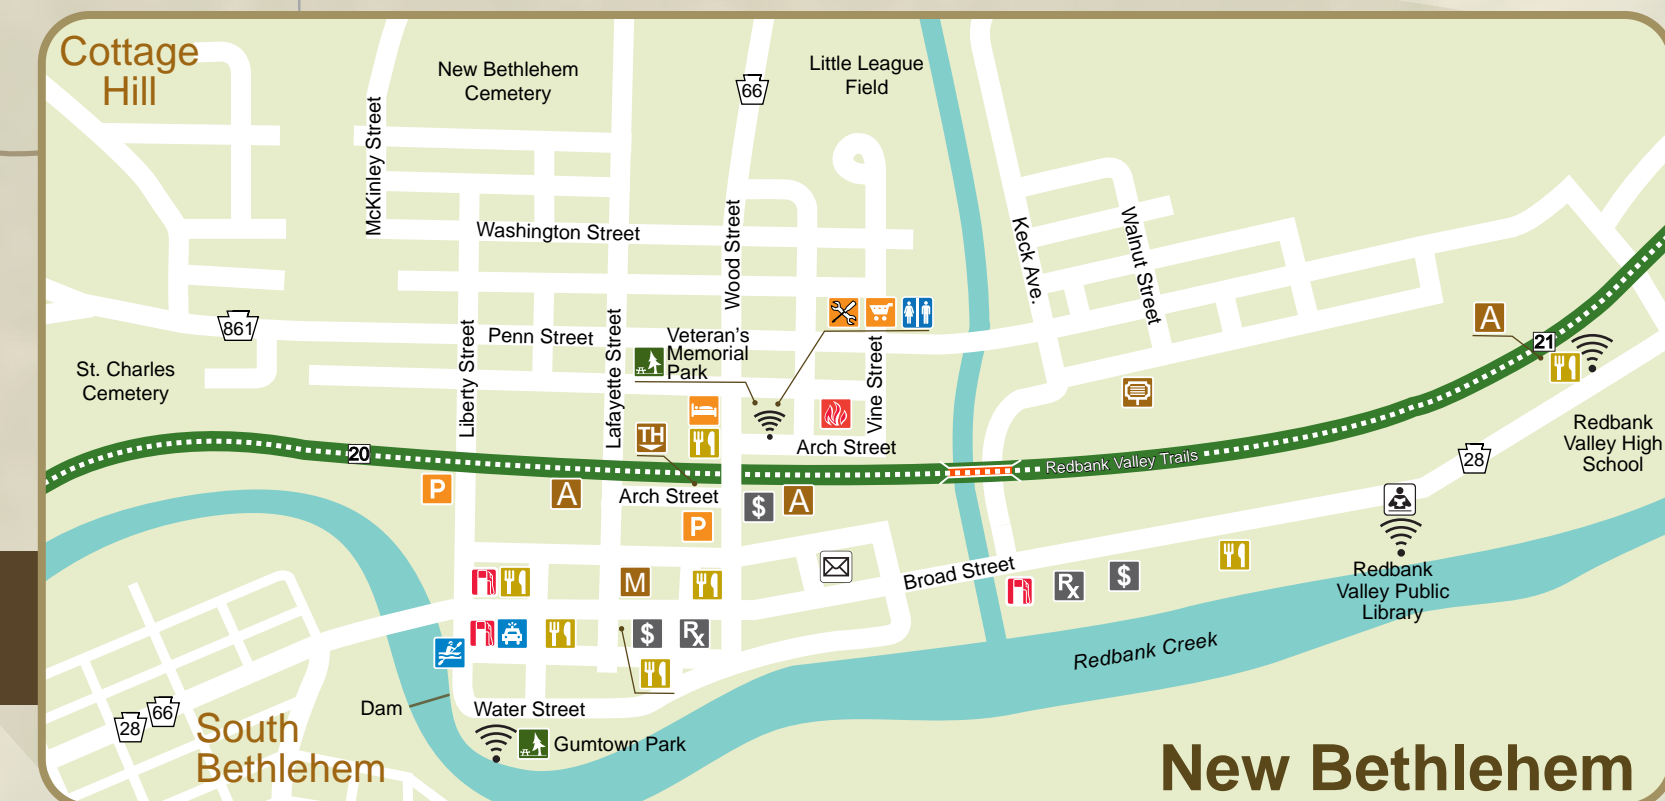 Cottage
Hill
New Bethlehem
Cemetery
66
Little League
Field
McKinley Street
Washington Street
Wood Street
Keck Ave.
Walnut Street
861
Penn Street
Liberty Street
Lafayette Street
Veteran's
Memorial
Park
Vine Street
St. Charles
Cemetery
A
21
TH
Arch Street
20
Redbank Valley Trails
28
Redbank
Valley High
School
P
A
Arch Street
$
A
P
M
Broad Street
Rx
$
Redbank
Valley Public
Library
$
Rx
Redbank Creek
Dam
Water Street
28
66
South
Bethlehem
Gumtown Park
New Bethlehem